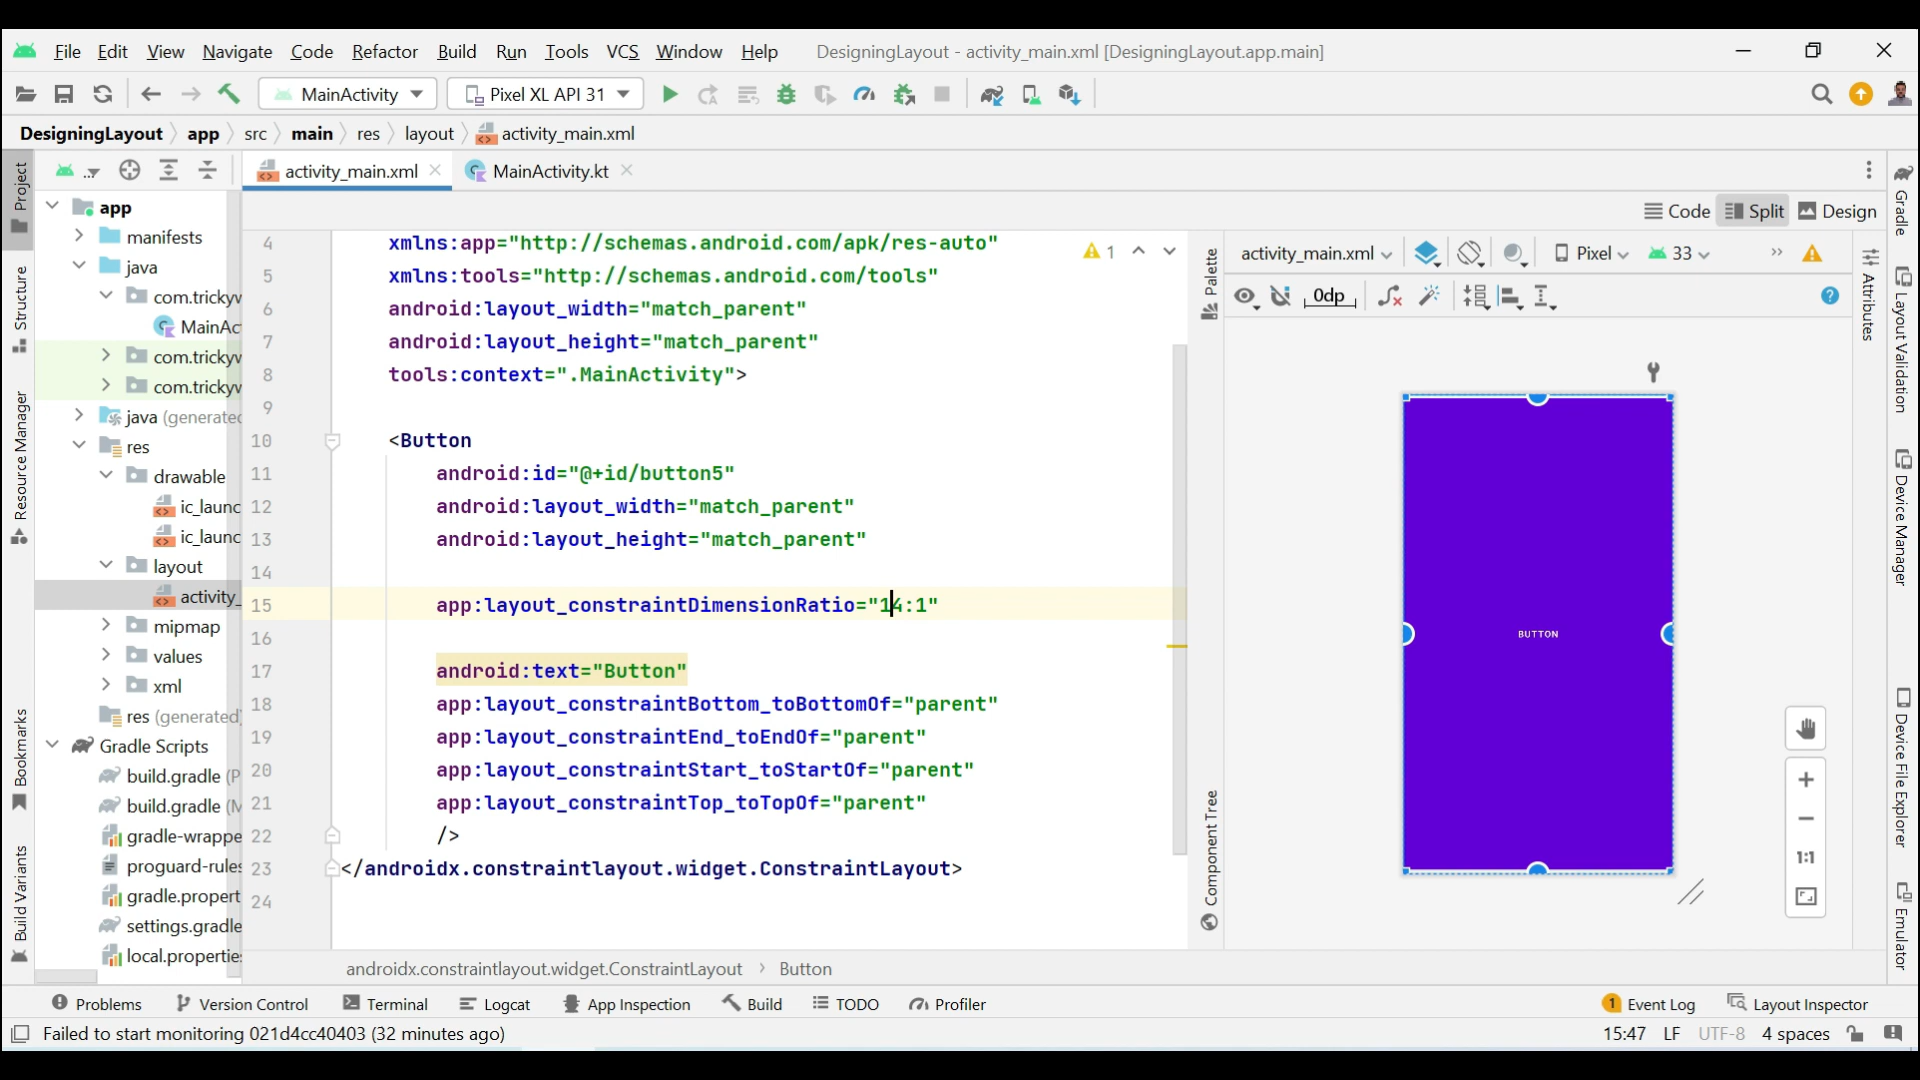 File Edit View Navigate Code Refactor Build Run Tools VCS Window Help DesigningLayout - activity_main.xml [DesigningLayout.app.main]
MainActivity Pixel XL API 31
DesigningLayout app src main res layout activity_main.xml
activity_main.xml MainActivity.kt
Code Split Design
activity_main.xml Pixel 33
0dp
Project
Structure
Resource Manager
Bookmarks
Build Variants
app
manifests
java
com.tricky
MainAc
com.tricky
com.tricky
java (generated
res
drawable
ic_launc
ic_launc
layout
activity_
mipmap
values
xml
res (generated)
Gradle Scripts
build.gradle (P
build.gradle (M
gradle-wrappe
proguard-rules
gradle.propert
settings.gradle
local.properties
4 xmlns:app="http://schemas.android.com/apk/res-auto"
5 xmlns:tools="http://schemas.android.com/tools"
6 android:layout_width="match_parent"
7 android:layout_height="match_parent"
8 tools:context=".MainActivity">
9
10 <Button
11 android:id="@+id/button5"
12 android:layout_width="match_parent"
13 android:layout_height="match_parent"
14
15 app:layout_constraintDimensionRatio="14:1"
16
17 android:text="Button"
18 app:layout_constraintBottom_toBottomOf="parent"
19 app:layout_constraintEnd_toEndOf="parent"
20 app:layout_constraintStart_toStartOf="parent"
21 app:layout_constraintTop_toTopOf="parent"
22 />
23 </androidx.constraintlayout.widget.ConstraintLayout>
24
1
Palette
Component Tree
BUTTON
1:1
Attributes
Gradle
Layout Validation
Device Manager
Device File Explorer
Emulator
androidx.constraintlayout.widget.ConstraintLayout Button
Problems Version Control Terminal Logcat App Inspection Build TODO Profiler 1 Event Log Layout Inspector
Failed to start monitoring 021d4cc40403 (32 minutes ago) 15:47 LF UTF-8 4 spaces